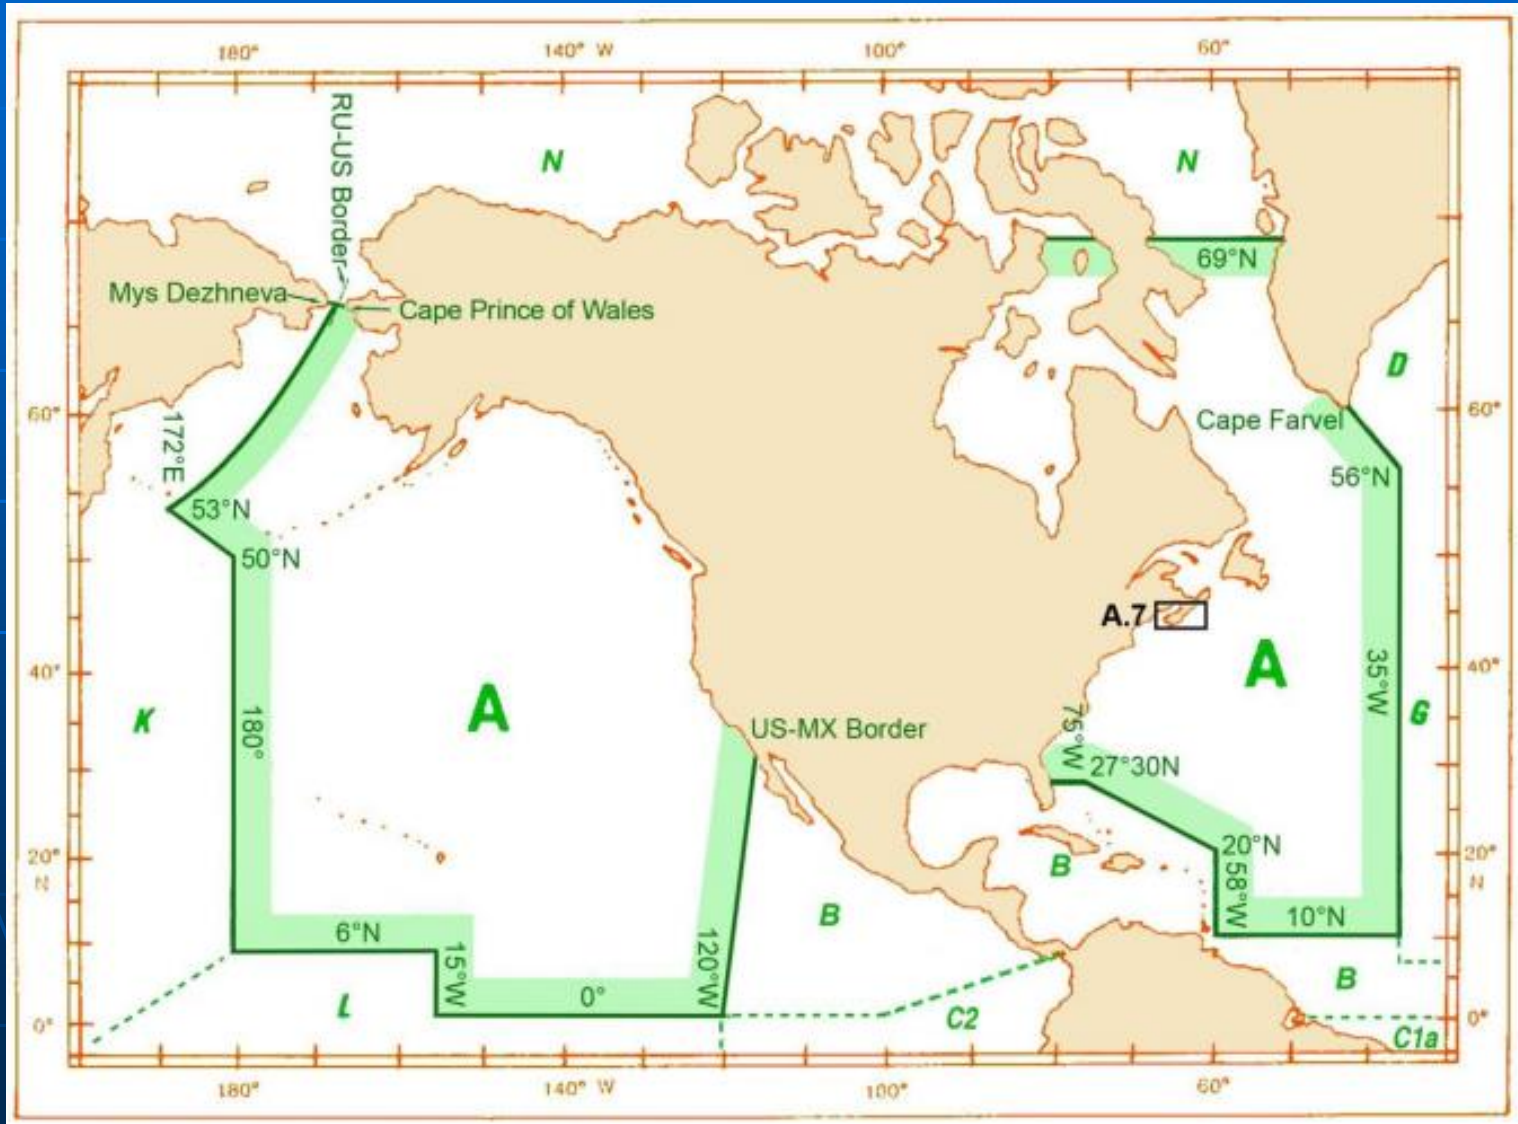 180°
140° W
100°
60°
RU-US Border
N
N
69°N
Mys Dezhneva
Cape Prince of Wales
D
60°
172°E
Cape Farvel
60°
56°N
53°N
50°N
A.7
40°
A
35°W
40°
K
180°
A
US-MX Border
75°W
G
27°30N
20°
N
20°N
20°
N
B
58°W
B
10°N
6°N
15°W
120°W
0°
L
B
C2
0°
0°
C1a
180°
140° W
100°
60°